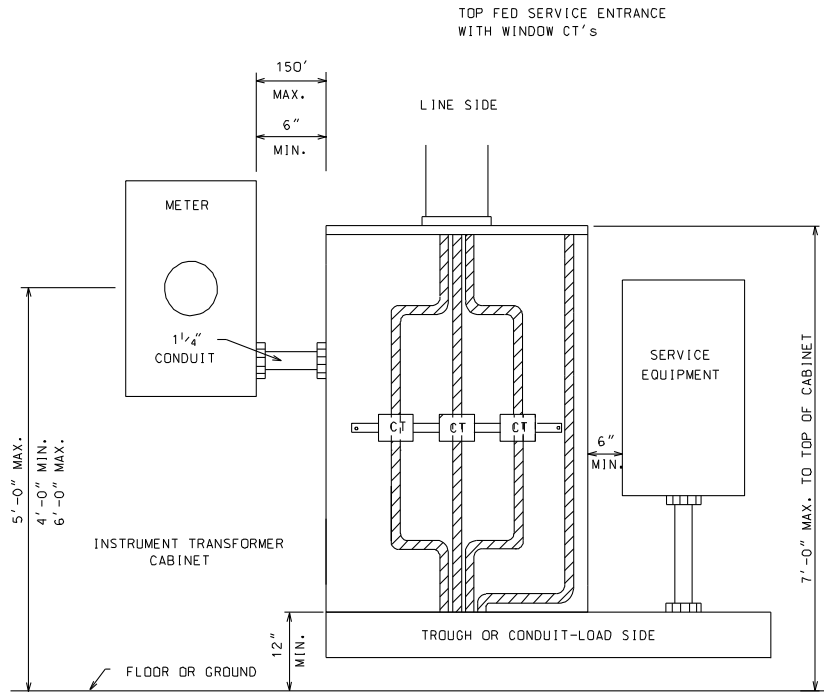 TOP FED SERVICE ENTRANCE
WITH WINDOW CT's
150'
MAX.
6"
MIN.
LINE SIDE
METER
1 1/4"
CONDUIT
SERVICE
EQUIPMENT
CT
CT
CT
6"
MIN.
7'-0" MAX. TO TOP OF CABINET
5'-0" MAX.
4'-0" MIN.
6'-0" MAX.
INSTRUMENT TRANSFORMER
CABINET
12"
MIN.
TROUGH OR CONDUIT-LOAD SIDE
FLOOR OR GROUND